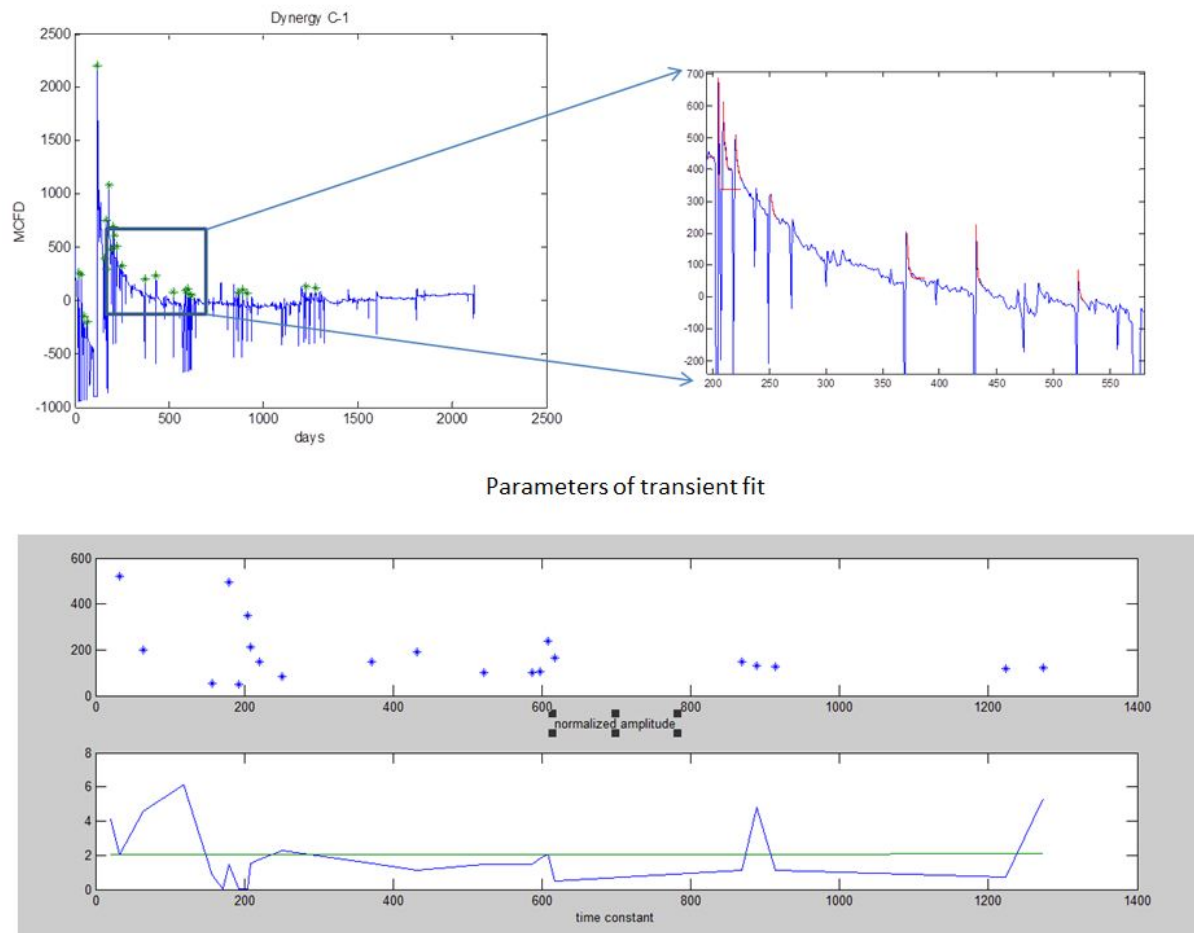 Dynergy C-1
2500
2000
1500
1000
500
0
-500
-1000
MCFD
0 500 1000 1500 2000 2500
days
700
600
500
400
300
200
100
0
-100
-200
200 250 300 350 400 450 500 550
Parameters of transient fit
600
400
200
0
0 200 400 600 800 1000 1200 1400
normalized amplitude
8
6
4
2
0
0 200 400 600 800 1000 1200 1400
time constant